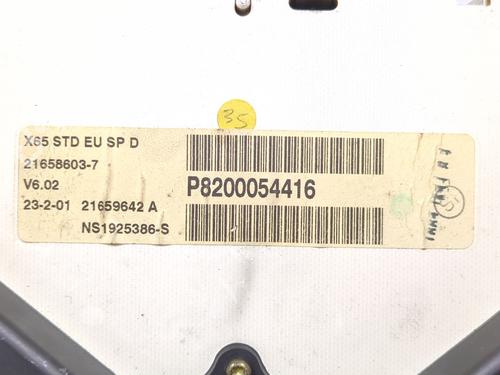 35
X65 STD EU SP D
21658603-7
V6.02
P8200054416
23-2-01 21659642 A
NS1925386-S